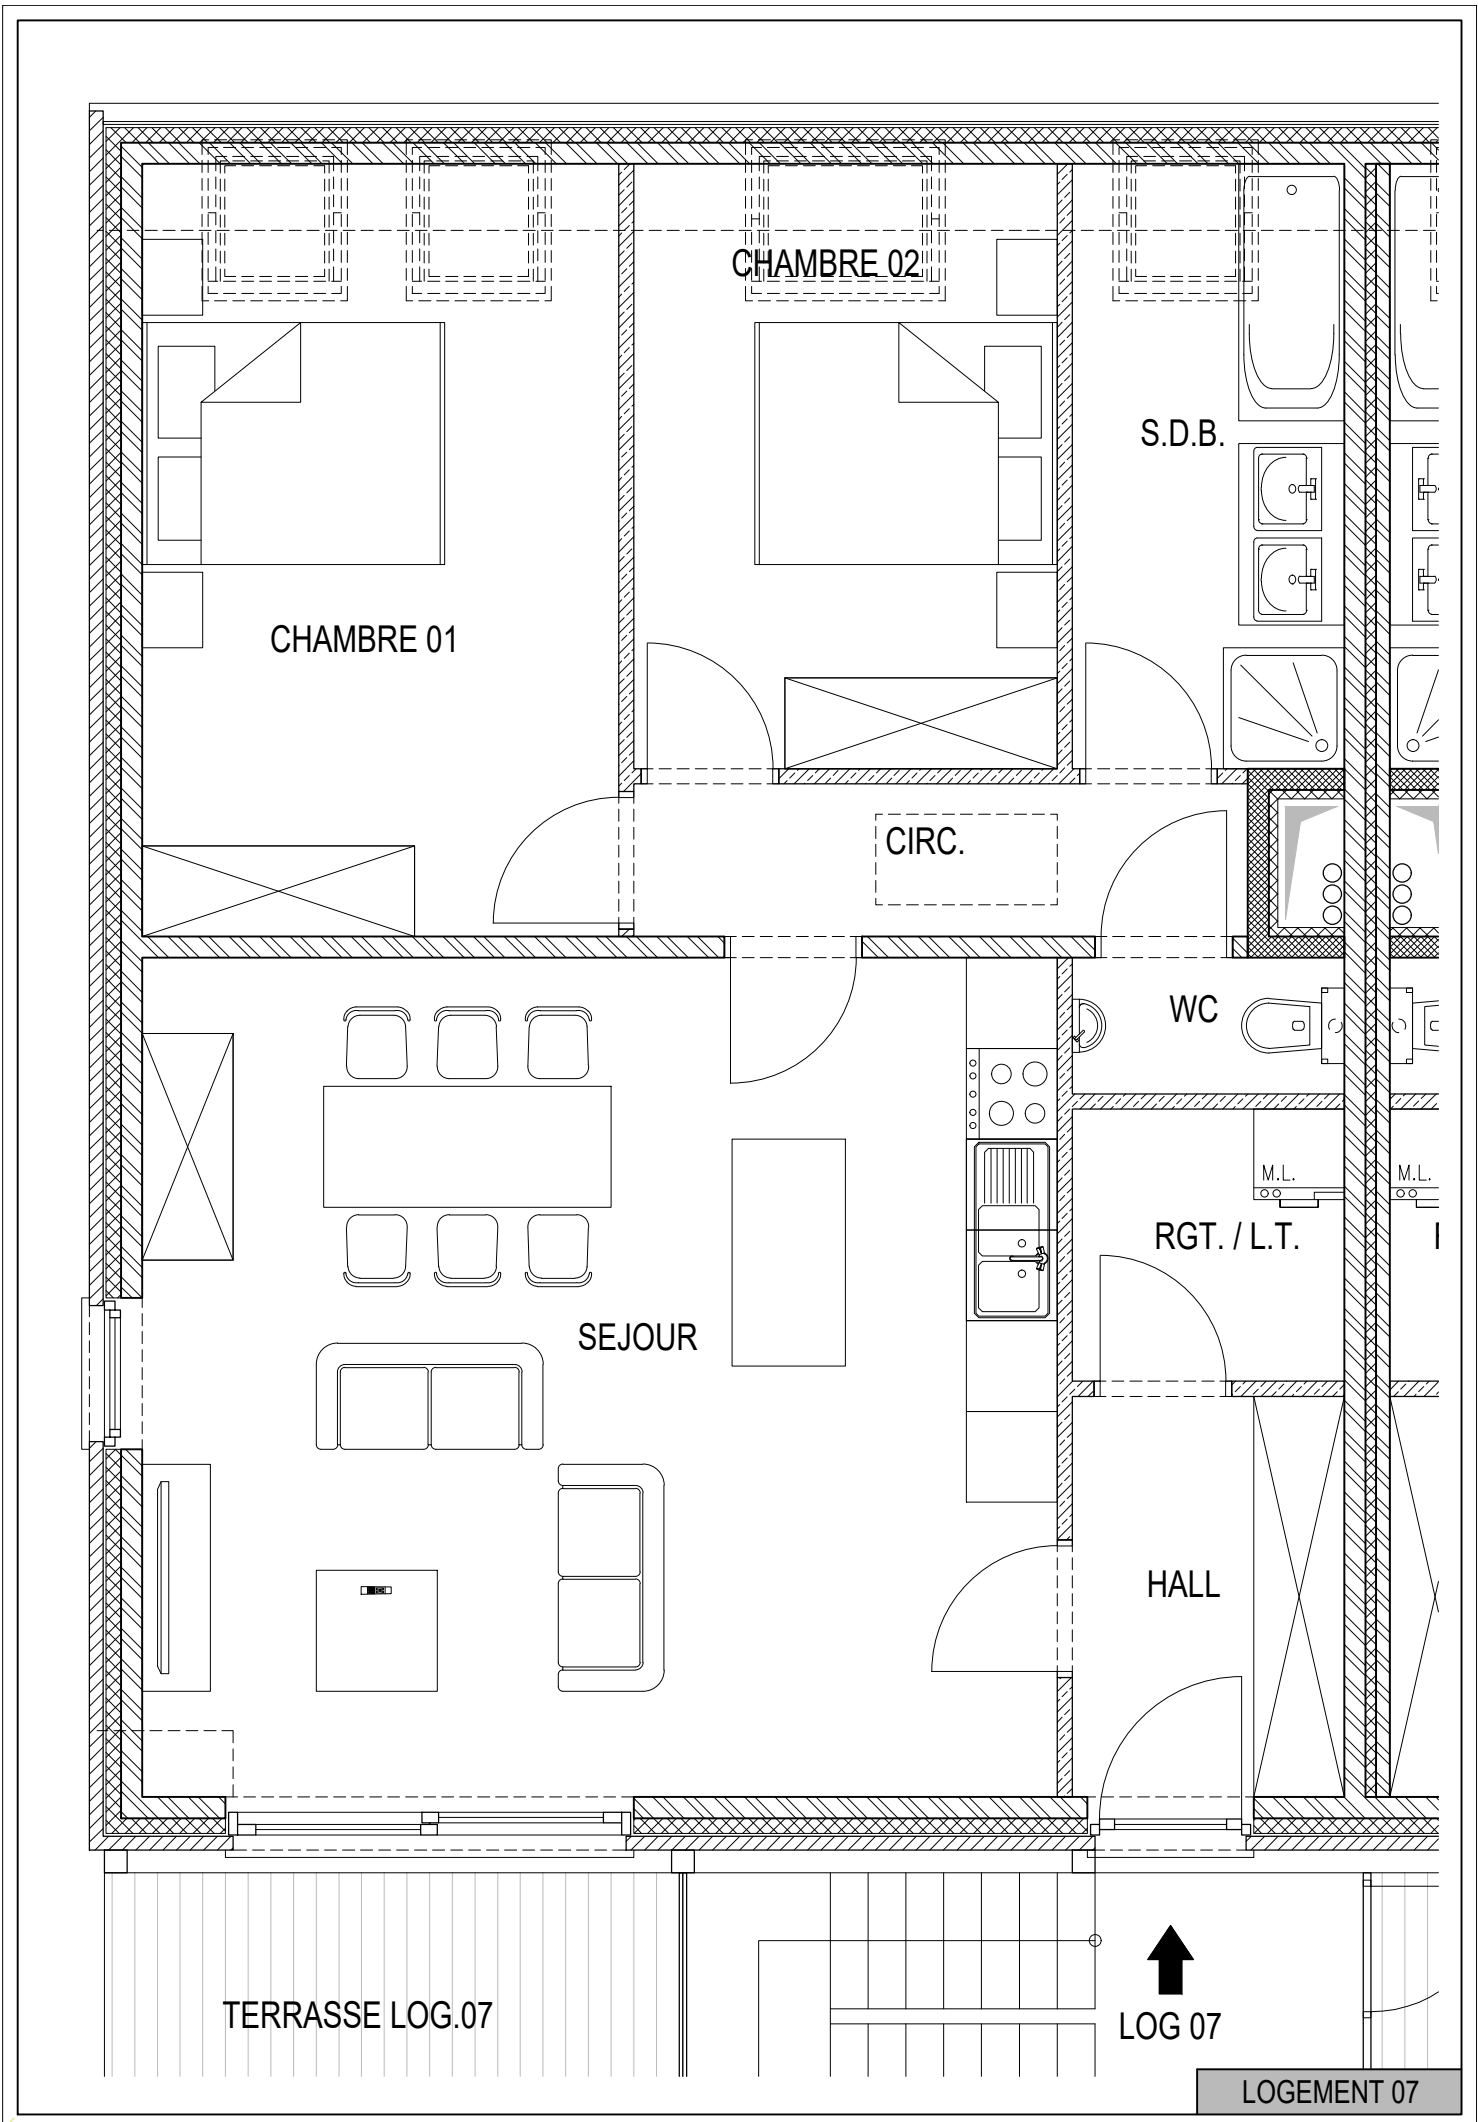 CHAMBRE 02
S.D.B.
CHAMBRE 01
CIRC.
WC
M.L.
M.L.
RGT. / L.T.
SEJOUR
HALL
TERRASSE LOG.07
LOG 07
LOGEMENT 07